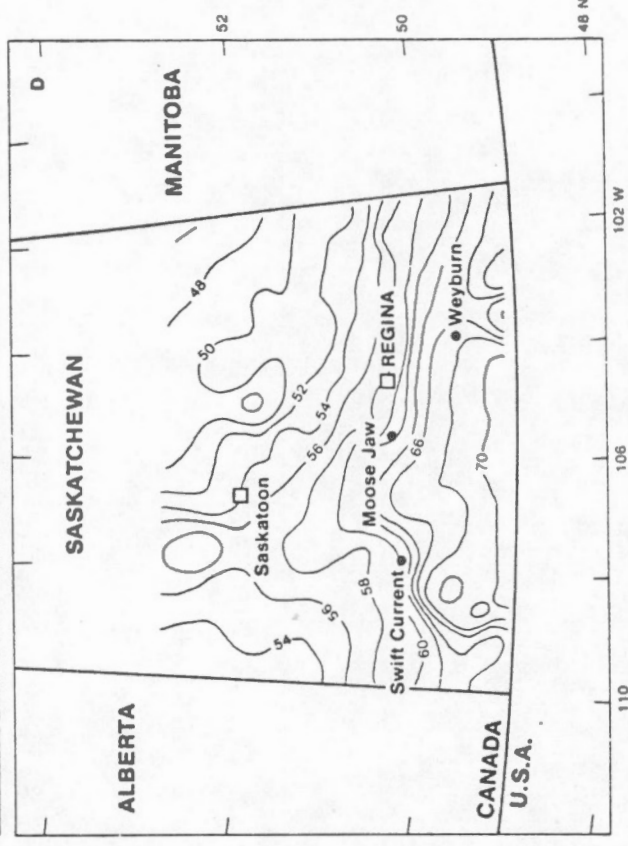 D
SASKATCHEWAN
ALBERTA
MANITOBA
52
48
50
Saskatoon
52
54
54
56
56
58
Moose Jaw
REGINA
50
Swift Current
60
66
Weyburn
70
CANADA
U.S.A.
48 N
110
106
102 W